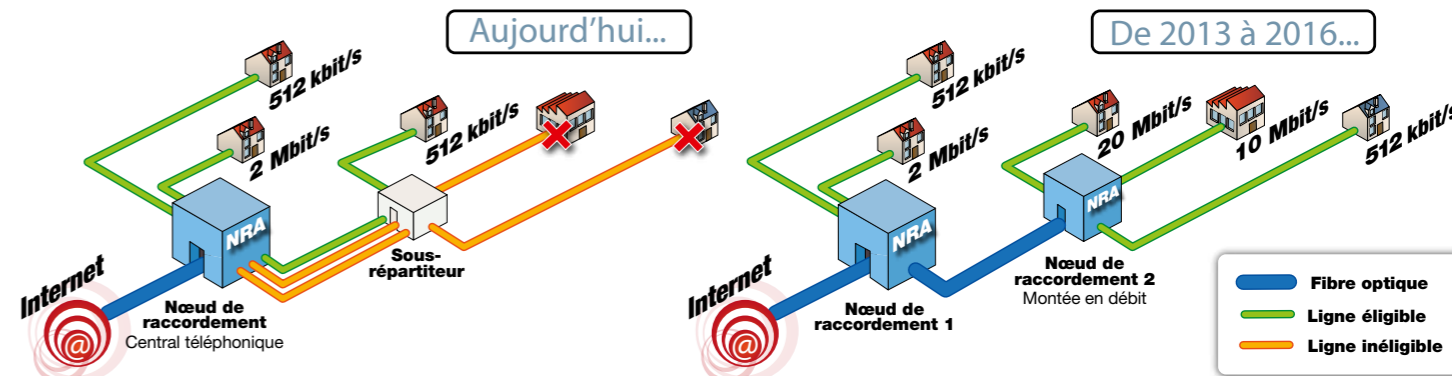 Aujourd'hui...
512 kbit/s
2 Mbit/s
512 kbit/s
NRA
Sous-
répartiteur
Internet
@
Nœud de
raccordement
Central téléphonique
De 2013 à 2016...
512 kbit/s
2 Mbit/s
20 Mbit/s
10 Mbit/s
512 kbit/s
NRA
NRA
Internet
@
Nœud de
raccordement 1
Nœud de
raccordement 2
Montée en débit
Fibre optique
Ligne éligible
Ligne inéligible